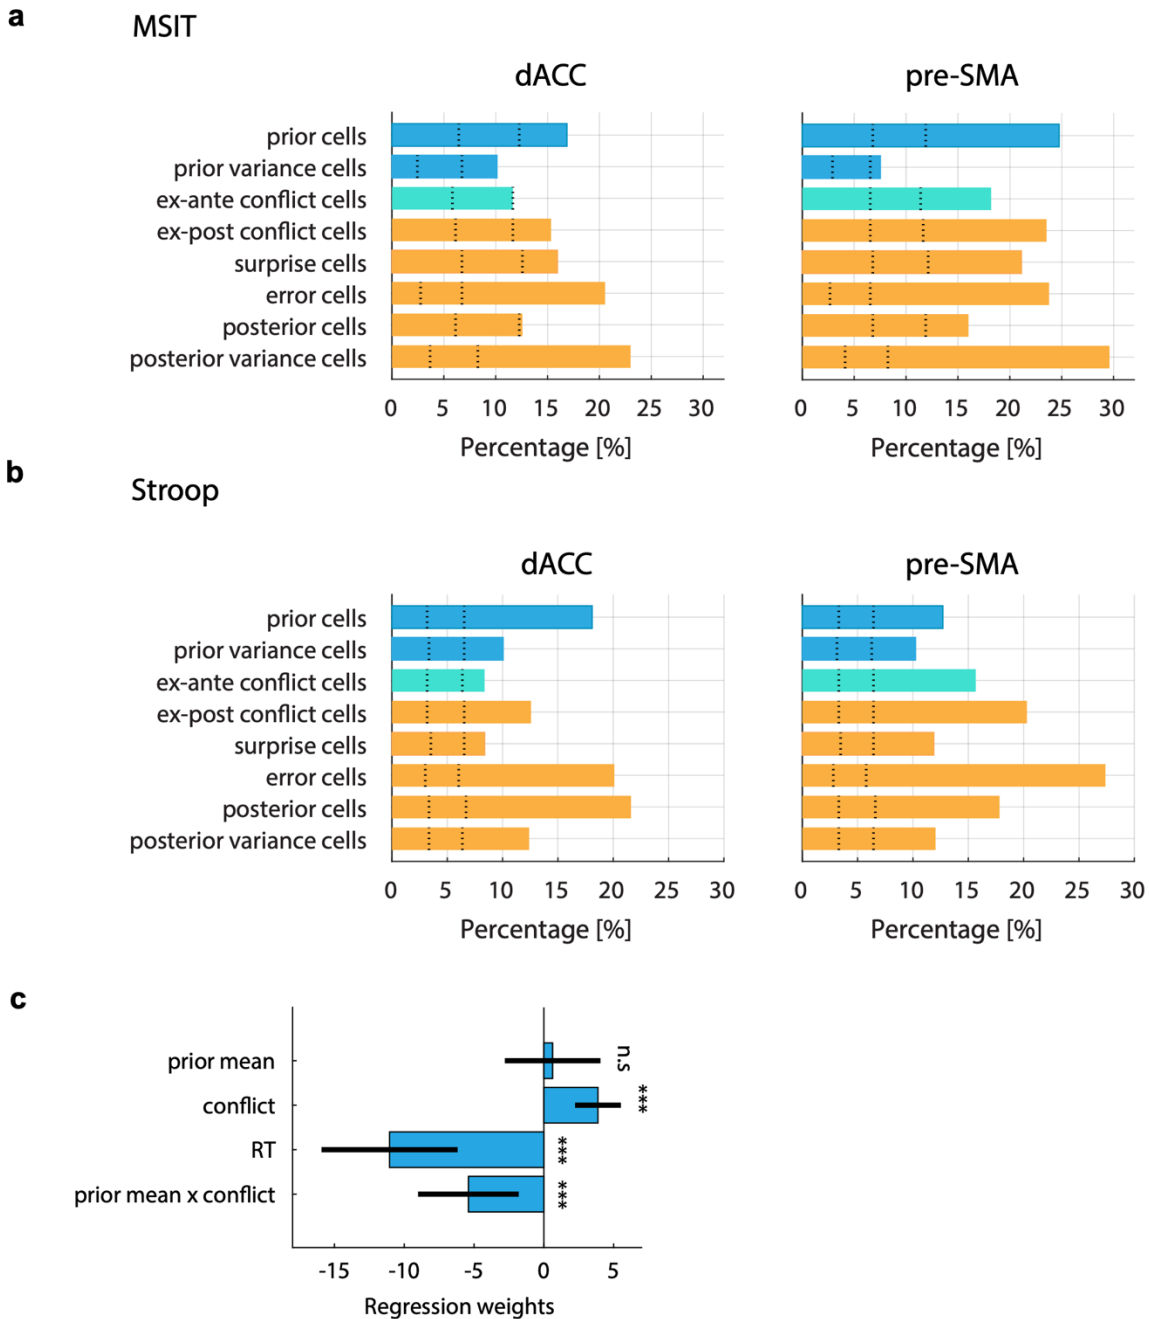 a
MSIT
dACC
pre-SMA
prior cells
prior variance cells
ex-ante conflict cells
ex-post conflict cells
surprise cells
error cells
posterior cells
posterior variance cells
0 5 10 15 20 25 30
0 5 10 15 20 25 30
Percentage [%]
Percentage [%]
b
Stroop
dACC
pre-SMA
prior cells
prior variance cells
ex-ante conflict cells
ex-post conflict cells
surprise cells
error cells
posterior cells
posterior variance cells
0 5 10 15 20 25 30
0 5 10 15 20 25 30
Percentage [%]
Percentage [%]
c
prior mean
n.s
conflict
***
RT
***
prior mean x conflict
***
-15 -10 -5 0 5
Regression weights